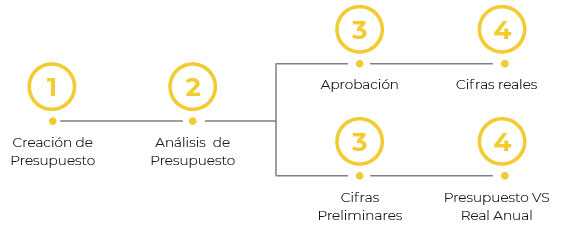 1
Creación de
Presupuesto
2
Análisis de
Presupuesto
3
Aprobación
4
Cifras reales
3
Cifras
Preliminares
4
Presupuesto VS
Real Anual